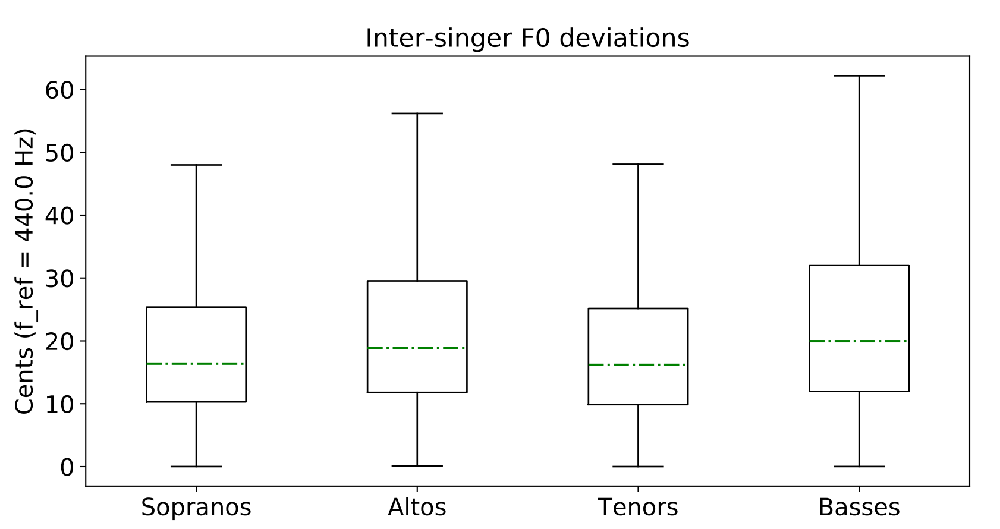 Inter-singer F0 deviations
Cents (f_ref = 440.0 Hz)
60
50
40
30
20
10
0
Sopranos Altos Tenors Basses